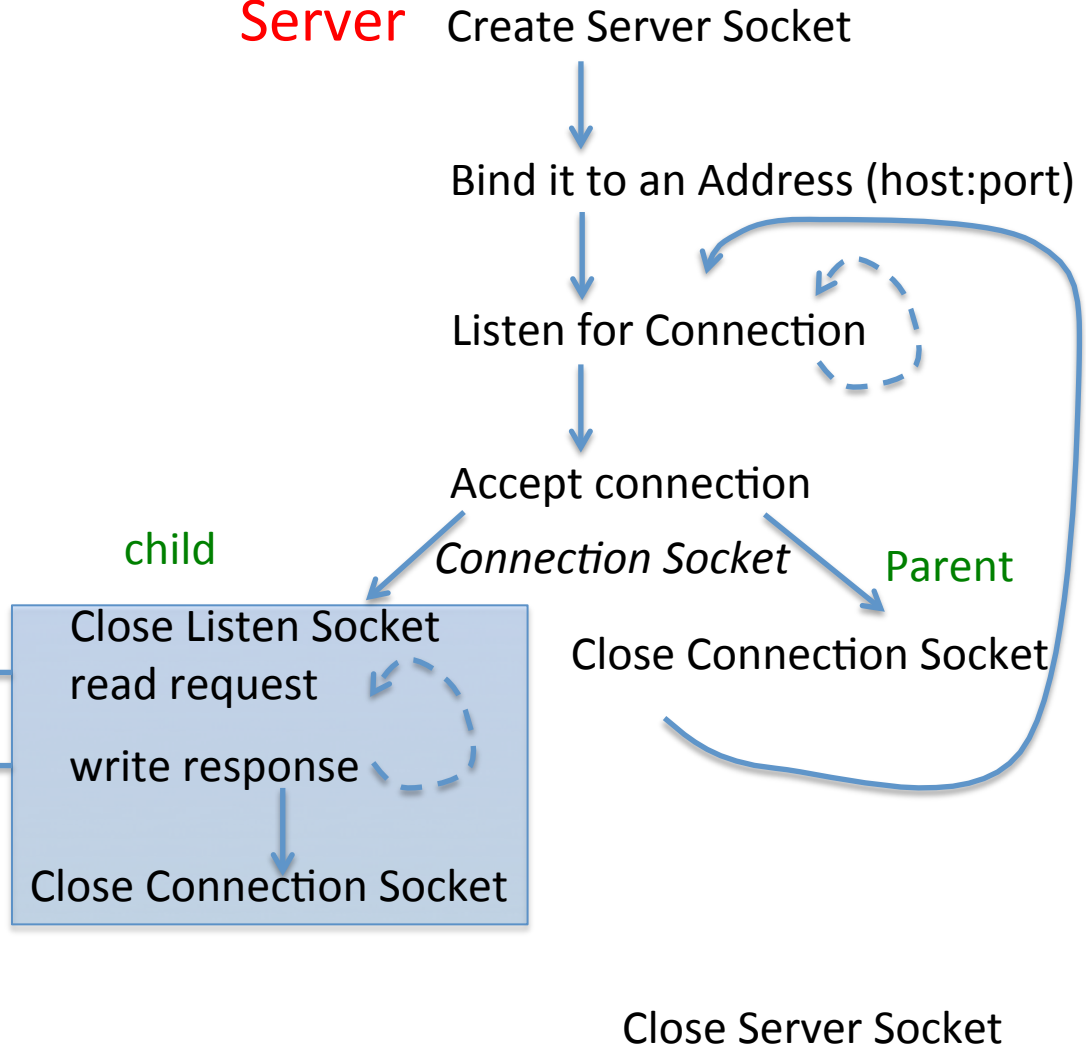 Server Create Server Socket
Bind it to an Address (host:port)
Listen for Connection
Accept connection
child
Connection Socket
Parent
Close Listen Socket
read request
write response
Close Connection Socket
Close Connection Socket
Close Server Socket